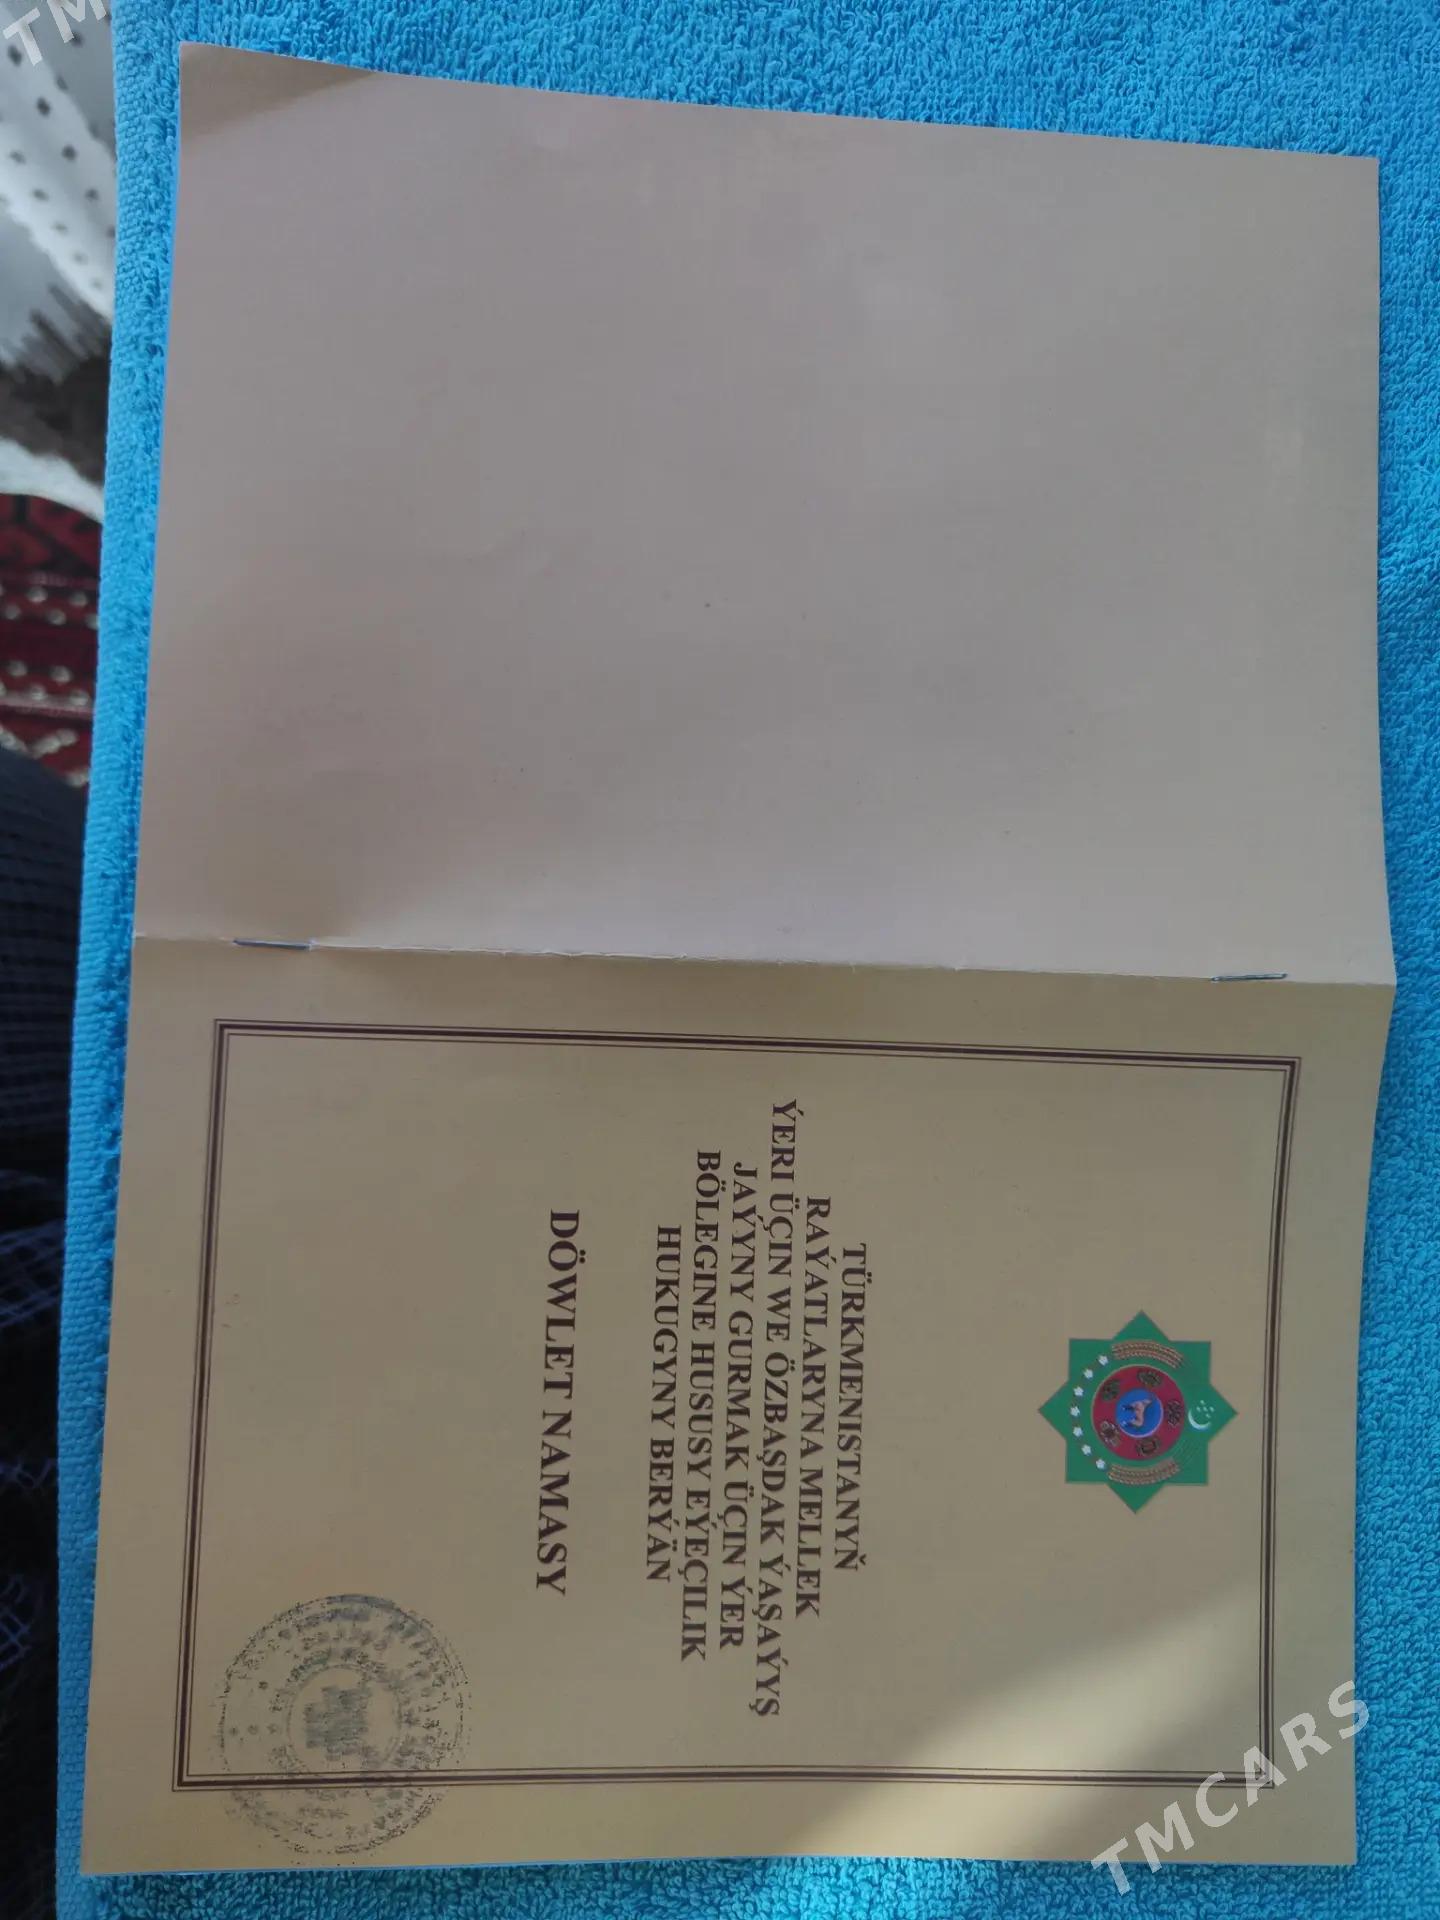 TÜRKMENISTANYŇ
RAÝATLARYNA MELLEK
ÝERI ÜÇIN WE ÖZBAŞDAK ÝAŞAÝYŞ
JAÝYNY GURMAK ÜÇIN ÝER
BÖLEGINE HUSUSY EÝEÇILIK
HUKUGYNY BERÝÄN
DÖWLET NAMASY
TMCARS
TM